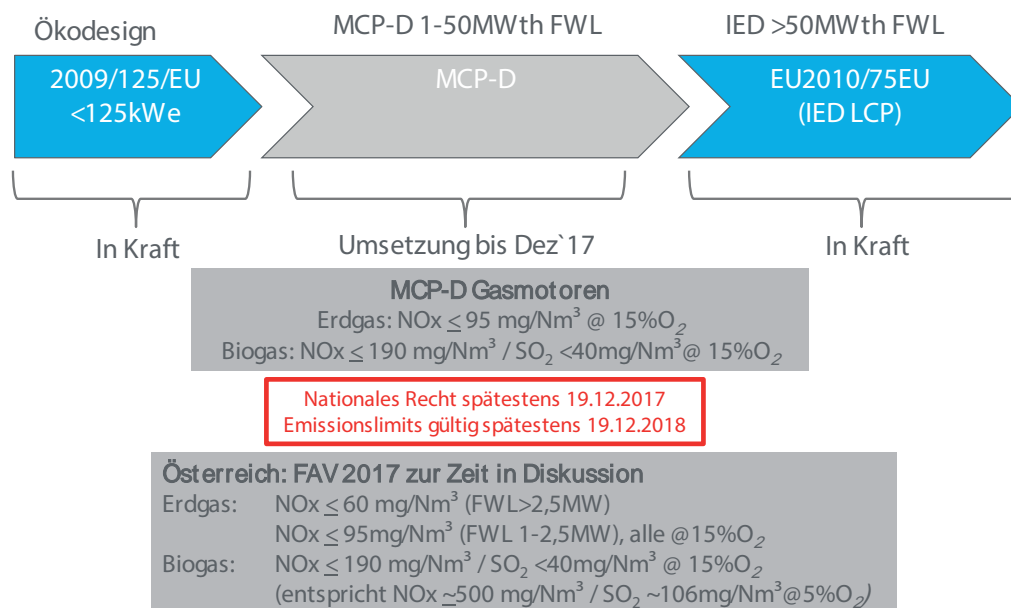 Ökodesign
MCP-D 1-50MWth FWL
IED >50MWth FWL
2009/125/EU
<125kWe
MCP-D
EU2010/75EU
(IED LCP)
In Kraft
Umsetzung bis Dez`17
In Kraft
MCP-D Gasmotoren
Erdgas: NOx ≤ 95 mg/Nm³ @ 15%O₂
Biogas: NOx ≤ 190 mg/Nm³ / SO₂ <40mg/Nm³@ 15%O₂
Nationales Recht spätestens 19.12.2017
Emissionslimits gültig spätestens 19.12.2018
Österreich: FAV 2017 zur Zeit in Diskussion
Erdgas: NOx ≤ 60 mg/Nm³ (FWL>2,5MW)
NOx ≤ 95mg/Nm³ (FWL 1-2,5MW), alle @15%O₂
Biogas: NOx ≤ 190 mg/Nm³ / SO₂ <40mg/Nm³ @ 15%O₂
(entspricht NOx ~500 mg/Nm³ / SO₂ ~106mg/Nm³@5%O₂)